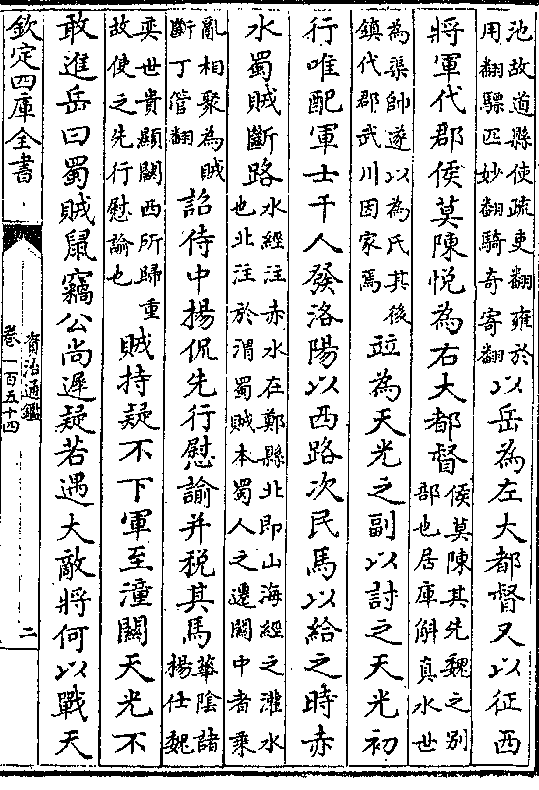 池故道縣使疏吏翻雍於
用翻驃匹妙翻騎奇寄翻以岳為左大都督又以征西
將軍代郡侯莫陳悅為右大都督侯莫陳其先魏之别
部也居庫斛真水世
為渠帥遂以為氏其後
鎮代郡武川因家焉竝為天光之副以討之天光初
行唯配軍士千人發洛陽以西路次民馬以給之時赤
水蜀賊斷路水經注赤水在鄭縣北即山海經之灌水
也北注於渭蜀賊本蜀人之遷關中者乗
亂相聚為賊
斷丁管翻詔侍中楊侃先行慰諭并税其馬華隂諸
楊仕魏
奕世貴顯關西所歸重
故使之先行慰諭也賊持疑不下軍至潼關天光不
敢進岳曰蜀賊鼠竊公尚遲疑若遇大敵將何以戰天
欽定四庫全書
資治通鑑
卷一百五十四
二